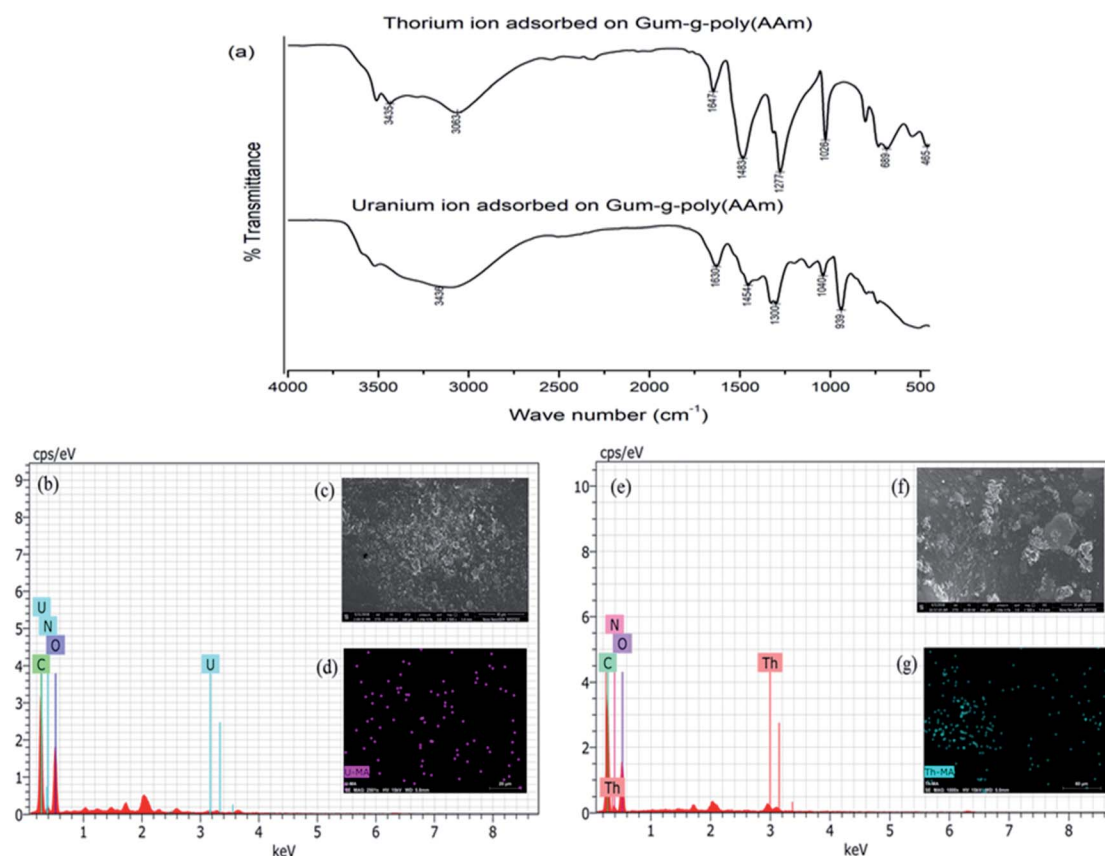 Thorium ion adsorbed on Gum-g-poly(AAm)
(a)
3435
3063
1647
1483
1277
1026
689
465
% Transmittance
Uranium ion adsorbed on Gum-g-poly(AAm)
3436
1630
1454
1300
1040
939
4000 3500 3000 2500 2000 1500 1000 500
Wave number (cm⁻¹)
cps/eV
(b)
(c)
(d)
9
8
7
6
5
4
3
2
1
0
U
N
O
C
U
U-MA
1 2 3 4 5 6 7 8
keV
cps/eV
(e)
(f)
(g)
10
8
6
4
2
0
N
O
C
Th
Th
Th-MA
1 2 3 4 5 6 7 8
keV